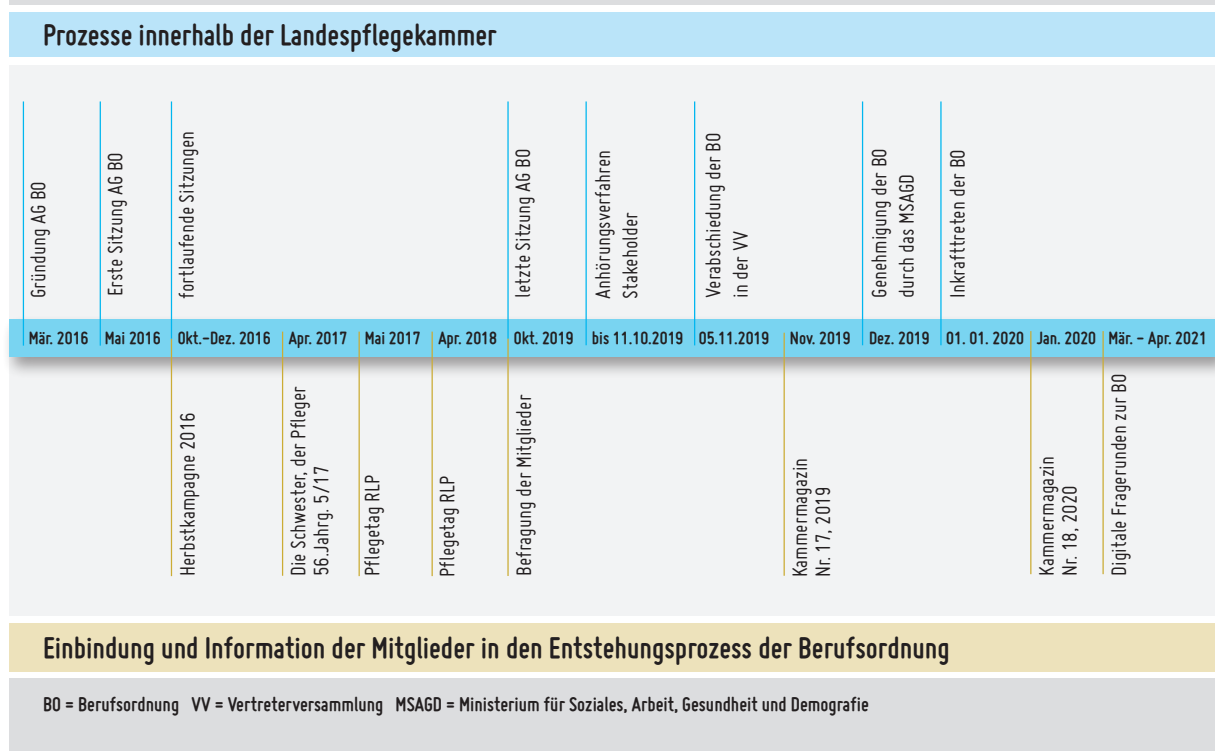 Prozesse innerhalb der Landespflegekammer
Gründung AG BO
Erste Sitzung AG BO
fortlaufende Sitzungen
letzte Sitzung AG BO
Anhörungsverfahren
Stakeholder
Verabschiedung der BO
in der VV
Genehmigung der BO
durch das MSAGD
Inkrafttreten der BO
Mär. 2016 Mai 2016 Okt.–Dez. 2016 Apr. 2017 Mai 2017 Apr. 2018 Okt. 2019 bis 11.10.2019 05.11.2019 Nov. 2019 Dez. 2019 01. 01. 2020 Jan. 2020 Mär. – Apr. 2021
Herbstkampagne 2016
Die Schwester, der Pfleger
56.Jahrg. 5/17
Pflegetag RLP
Pflegetag RLP
Befragung der Mitglieder
Kammermagazin
Nr. 17, 2019
Kammermagazin
Nr. 18, 2020
Digitale Fragerunden zur BO
Einbindung und Information der Mitglieder in den Entstehungsprozess der Berufsordnung
BO = Berufsordnung VV = Vertreterversammlung MSAGD = Ministerium für Soziales, Arbeit, Gesundheit und Demografie